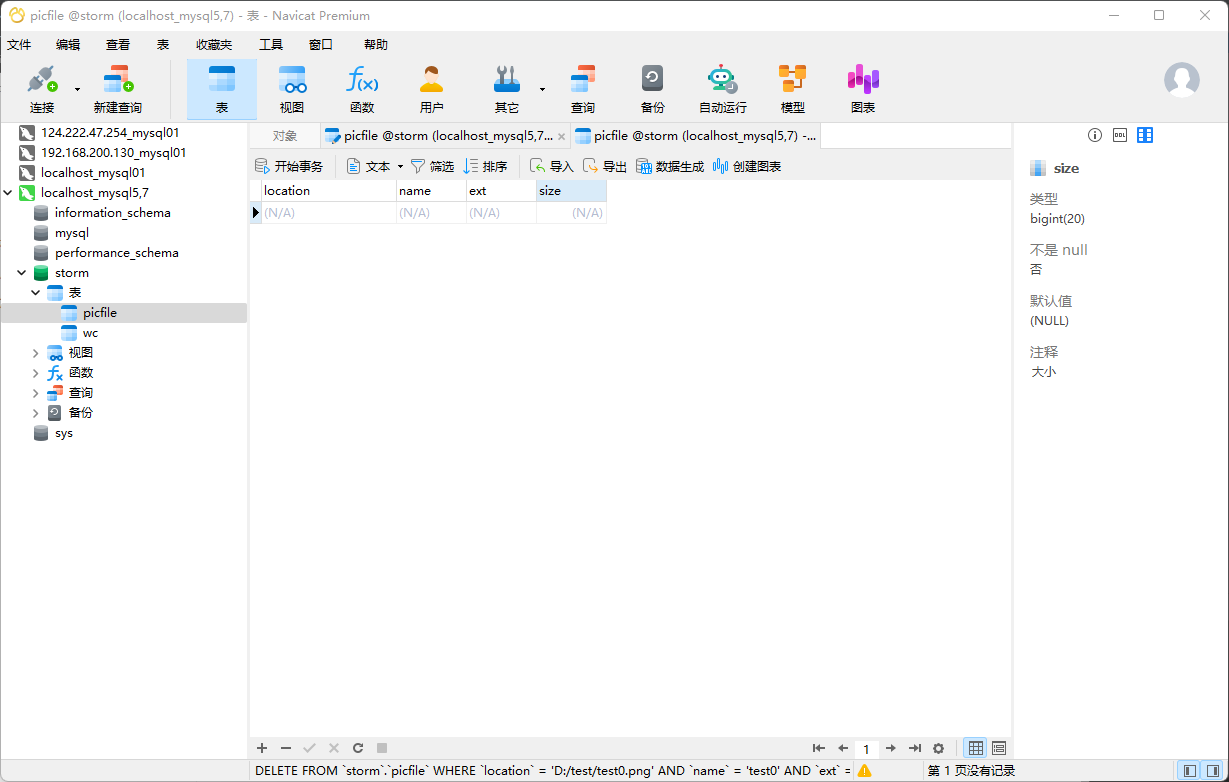 picfile @storm (localhost_mysql5,7) - 表 - Navicat Premium
文件 编辑 查看 表 收藏夹 工具 窗口 帮助
连接 新建查询 表 视图 函数 用户 其它 查询 备份 自动运行 模型 图表
124.222.47.254_mysql01
192.168.200.130_mysql01
localhost_mysql01
localhost_mysql5,7
information_schema
mysql
performance_schema
storm
表
picfile
wc
视图
函数
查询
备份
sys
对象 picfile @storm (localhost_mysql5,7... picfile @storm (localhost_mysql5,7) -...
开始事务 文本 筛选 排序 导入 导出 数据生成 创建图表
location name ext size
(N/A) (N/A) (N/A) (N/A)
DDL
size
类型
bigint(20)
不是 null
否
默认值
(NULL)
注释
大小
1
DELETE FROM `storm`.`picfile` WHERE `location` = 'D:/test/test0.png' AND `name` = 'test0' AND `ext` = 第 1 页没有记录